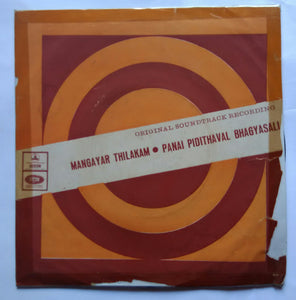 ORIGINAL SOUNDTRACK RECORDING
MANGAYAR THILAKAM • PANAI PIDITHAVAL BHAGYASALI